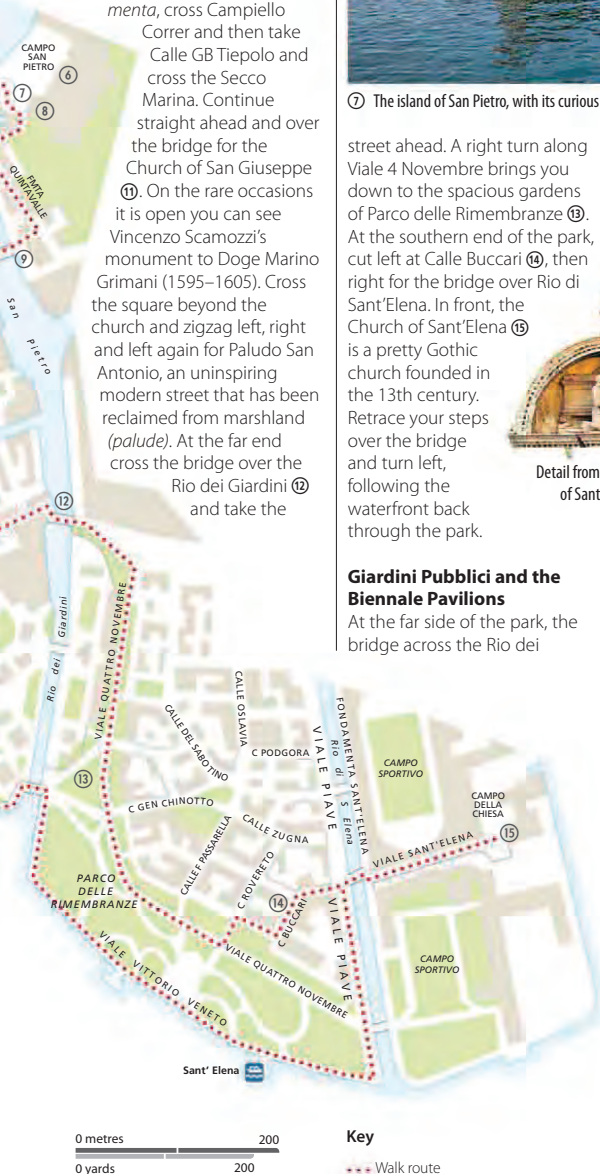 menta, cross Campiello
Correr and then take
Calle GB Tiepolo and
cross the Secco
Marina. Continue
straight ahead and over
the bridge for the
Church of San Giuseppe
⑪. On the rare occasions
it is open you can see
Vincenzo Scamozzi’s
monument to Doge Marino
Grimani (1595–1605). Cross
the square beyond the
church and zigzag left, right
and left again for Paludo San
Antonio, an uninspiring
modern street that has been
reclaimed from marshland
(palude). At the far end
cross the bridge over the
Rio dei Giardini ⑫
and take the
⑦ The island of San Pietro, with its curious
street ahead. A right turn along
Viale 4 Novembre brings you
down to the spacious gardens
of Parco delle Rimembranze ⑬.
At the southern end of the park,
cut left at Calle Buccari ⑭, then
right for the bridge over Rio di
Sant’Elena. In front, the
Church of Sant’Elena ⑮
is a pretty Gothic
church founded in
the 13th century.
Retrace your steps
over the bridge
and turn left,
following the
waterfront back
through the park.
Detail from
of Sant
Giardini Pubblici and the
Biennale Pavilions
At the far side of the park, the
bridge across the Rio dei
CAMPO
SAN
PIETRO
⑥
⑦
⑧
FMTA
QUINTAVALLE
⑨
San Pietro
⑫
Rio dei Giardini
VIALE QUATTRO NOVEMBRE
⑬
CALLE OSLAVIA
CALLE DEL SABOTINO
C PODGORA
VIALE PIAVE
Rio di S Elena
FONDAMENTA SANT'ELENA
CAMPO
SPORTIVO
C GEN CHINOTTO
CALLE ZUGNA
CALLE F PASSARELLA
C ROVERETO
CAMPO
DELLA
CHIESA
⑮
VIALE SANT'ELENA
PARCO
DELLE
RIMEMBRANZE
⑭
C BUCCARI
VIALE PIAVE
VIALE QUATTRO NOVEMBRE
VIALE VITTORIO VENETO
CAMPO
SPORTIVO
Sant' Elena
0 metres 200
0 yards 200
Key
Walk route